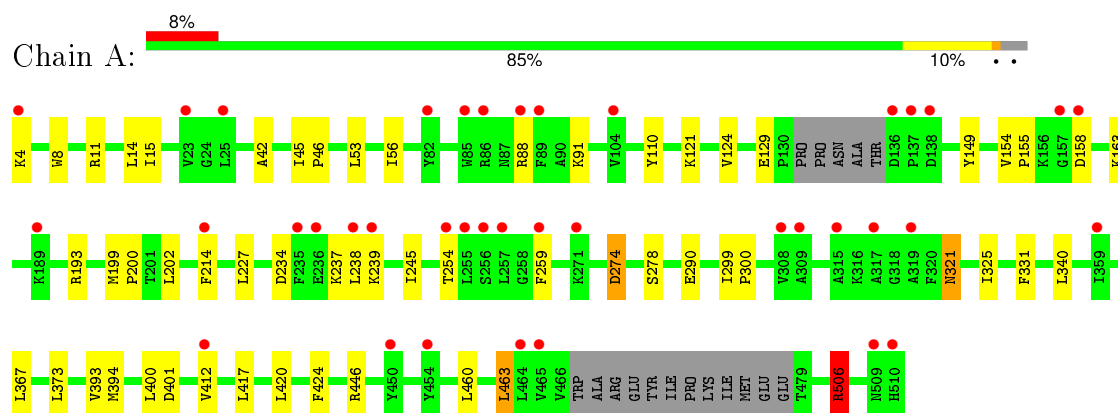 8%
Chain A:
85% 10% • •
K4 W8 R11 L14 I15 V23 G24 L25 A42 I45 P46 L53 I56 Y82 W85 R86 N87 R88 F89 A90 K91 V104 Y110 K121 V124 E129 P130 PRO PRO ASN ALA THR D136 P137 D138 Y149 V154 P155 K156 G157 D158 K163
K189 R193 M199 P200 T201 L202 F214 L227 D234 F235 E236 K237 L238 K239 I245 T254 L255 S256 L257 G258 F259 K271 D274 S278 E290 I299 P300 V308 A309 A315 K316 A317 G318 A319 F320 N321 I325 F331 L340 I359
L367 L373 V393 M394 L400 D401 V412 L417 L420 F424 R446 Y450 Y454 L460 L463 L464 V465 V466 TRP ALA ARG GLU TYR ILE PRO LYS ILE MET GLU GLU T479 R506 N509 H510